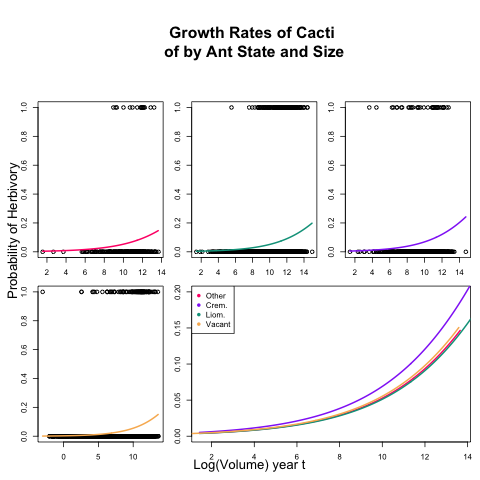 Growth Rates of Cacti
of by Ant State and Size
Probability of Herbivory
0.0 0.2 0.4 0.6 0.8 1.0
2 4 6 8 10 12 14
0.0 0.2 0.4 0.6 0.8 1.0
2 4 6 8 10 12 14
0.0 0.2 0.4 0.6 0.8 1.0
2 4 6 8 10 12 14
0.0 0.2 0.4 0.6 0.8 1.0
0 5 10
0.00 0.05 0.10 0.15 0.20
Other
Crem.
Liom.
Vacant
2 4 6 8 10 12 14
Log(Volume) year t